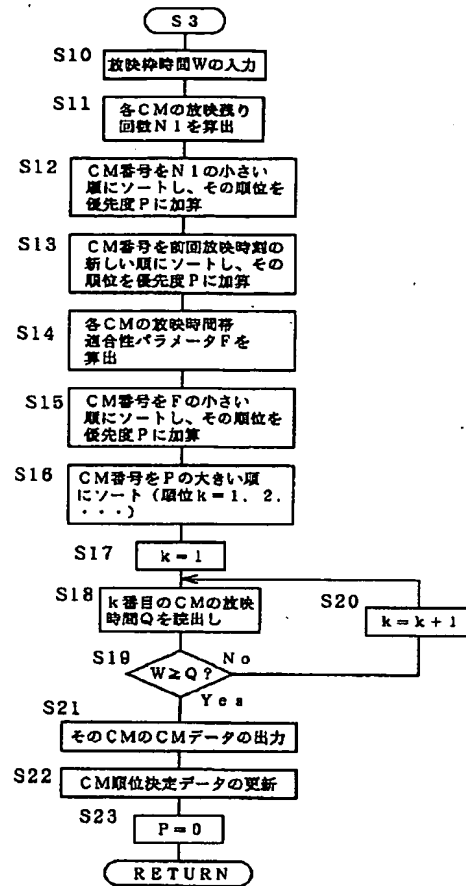 S3
S10
放映枠時間Wの入力
S11
各CMの放映残り
回数N1を算出
S12
CM番号をN1の小さい
順にソートし、その順位を
優先度Pに加算
S13
CM番号を前回放映時刻の
新しい順にソートし、その
順位を優先度Pに加算
S14
各CMの放映時間帯
適合性パラメータFを
算出
S15
CM番号をFの小さい
順にソートし、その順位を
優先度Pに加算
S16
CM番号をPの大きい順
にソート(順位k=1.2.
・・・)
S17
k=1
S18
k番目のCMの放映
時間Qを読出し
S20
k=k+1
S19
W≧Q?
No
Yes
S21
そのCMのCMデータの出力
S22
CM順位決定データの更新
S23
P=0
RETURN